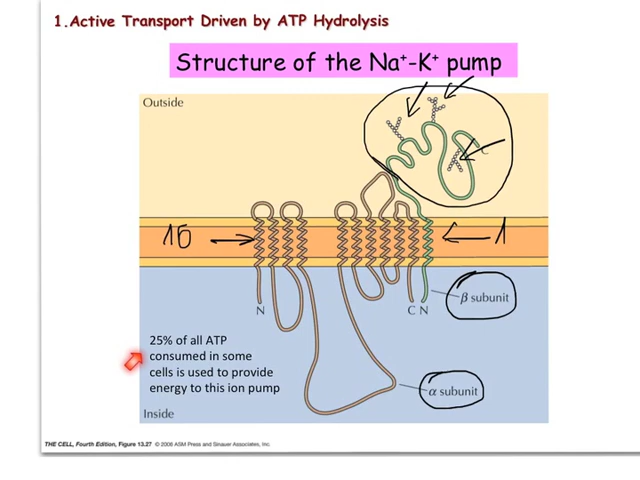 1.Active Transport Driven by ATP Hydrolysis
Structure of the Na+-K+ pump
Outside
C
10
1
N
C N
β subunit
25% of all ATP
consumed in some
cells is used to provide
energy to this ion pump
α subunit
Inside
THE CELL, Fourth Edition, Figure 13.27 © 2006 ASM Press and Sinauer Associates, Inc.